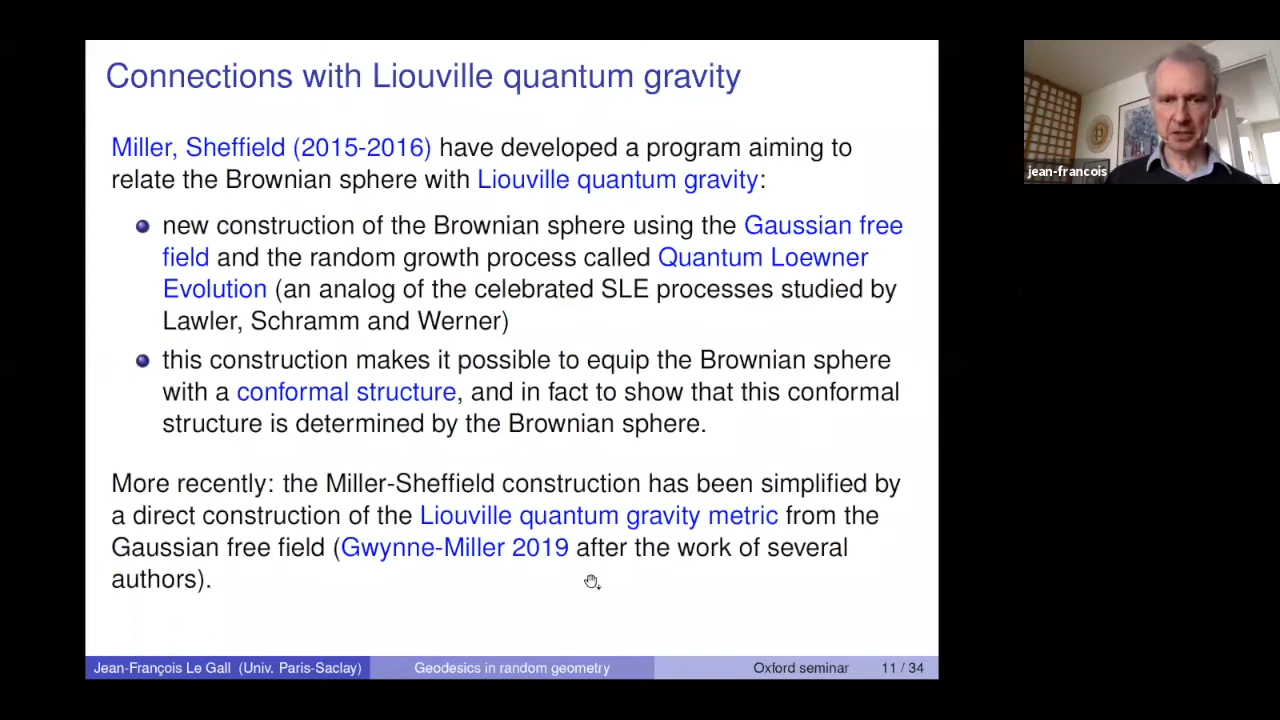 Connections with Liouville quantum gravity
Miller, Sheffield (2015-2016) have developed a program aiming to
relate the Brownian sphere with Liouville quantum gravity:
new construction of the Brownian sphere using the Gaussian free
field and the random growth process called Quantum Loewner
Evolution (an analog of the celebrated SLE processes studied by
Lawler, Schramm and Werner)
this construction makes it possible to equip the Brownian sphere
with a conformal structure, and in fact to show that this conformal
structure is determined by the Brownian sphere.
More recently: the Miller-Sheffield construction has been simplified by
a direct construction of the Liouville quantum gravity metric from the
Gaussian free field (Gwynne-Miller 2019 after the work of several
authors).
Jean-François Le Gall (Univ. Paris-Saclay) Geodesics in random geometry Oxford seminar 11 / 34
jean-francois